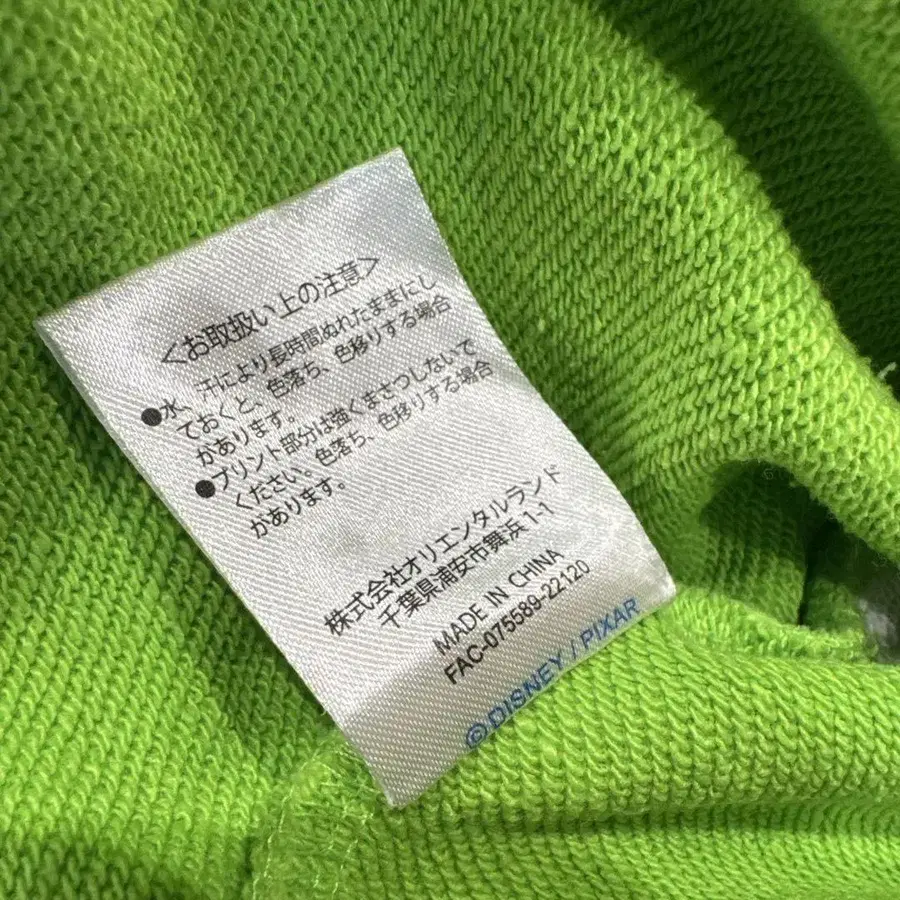 <お取扱い上の注意>
●水、汗により長時間ぬれたままにし
ておくと、色落ち、色移りする場合
があります。
●プリント部分は強くまさつしないで
ください。色落ち、色移りする場合
があります。
株式会社オリエンタルランド
千葉県浦安市舞浜 1-1
MADE IN CHINA
FAC-075589-22120
©DISNEY / PIXAR